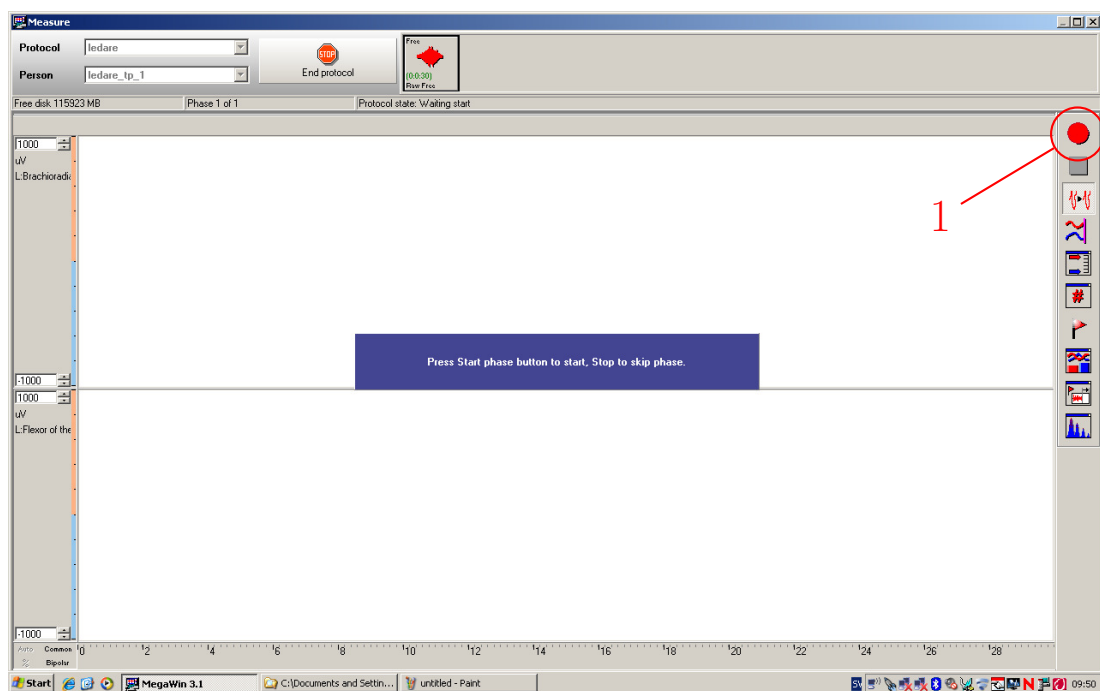 Measure
Protocol ledare
Person ledare_tp_1
STOP
End protocol
Free
(0:0:30)
Raw Free
Free disk 115923 MB Phase 1 of 1 Protocol state: Waiting start
1000
uV
L:Brachioradia
1
Press Start phase button to start, Stop to skip phase.
-1000
1000
uV
L:Flexor of the
-1000
Auto Common
% Bipolar
'0 '2 '4 '6 '8 '10 '12 '14 '16 '18 '20 '22 '24 '26 '28
Start MegaWin 3.1 C:\Documents and Settin... untitled - Paint SV 09:50